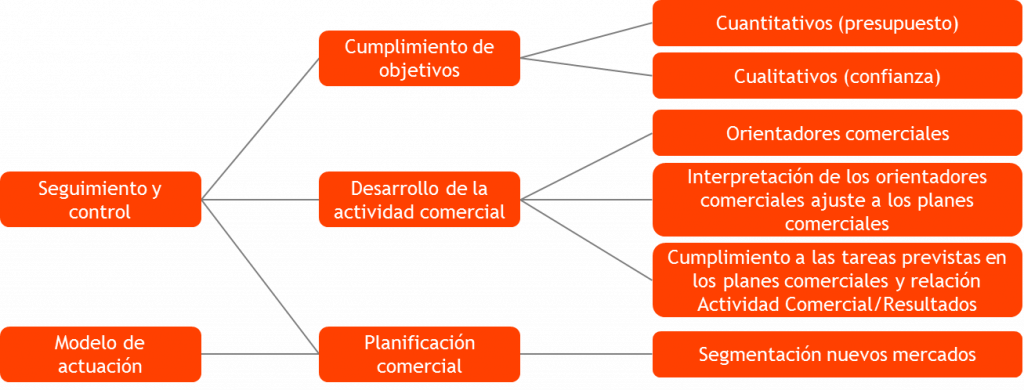 Seguimiento y
control
Modelo de
actuación
Cumplimiento de
objetivos
Desarrollo de la
actividad comercial
Planificación
comercial
Cuantitativos (presupuesto)
Cualitativos (confianza)
Orientadores comerciales
Interpretación de los orientadores
comerciales ajuste a los planes
comerciales
Cumplimiento a las tareas previstas en
los planes comerciales y relación
Actividad Comercial/Resultados
Segmentación nuevos mercados